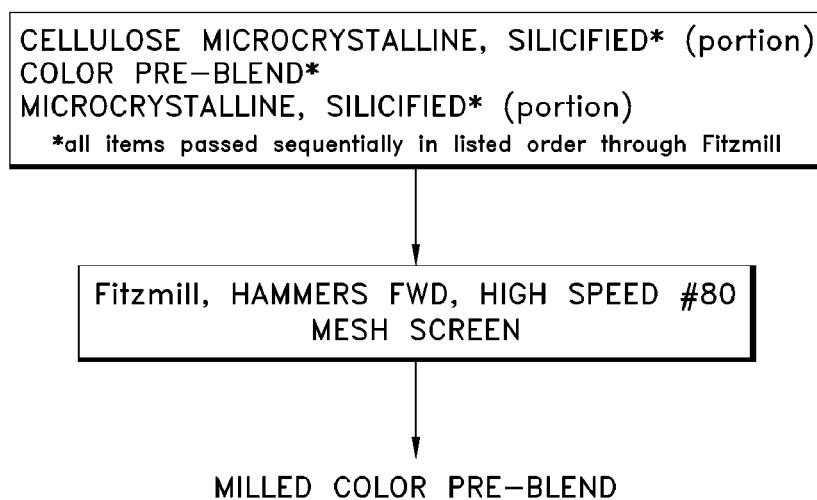 CELLULOSE MICROCRYSTALLINE, SILICIFIED* (portion)
COLOR PRE-BLEND*
MICROCRYSTALLINE, SILICIFIED* (portion)
*all items passed sequentially in listed order through Fitzmill
Fitzmill, HAMMERS FWD, HIGH SPEED #80
MESH SCREEN
MILLED COLOR PRE-BLEND